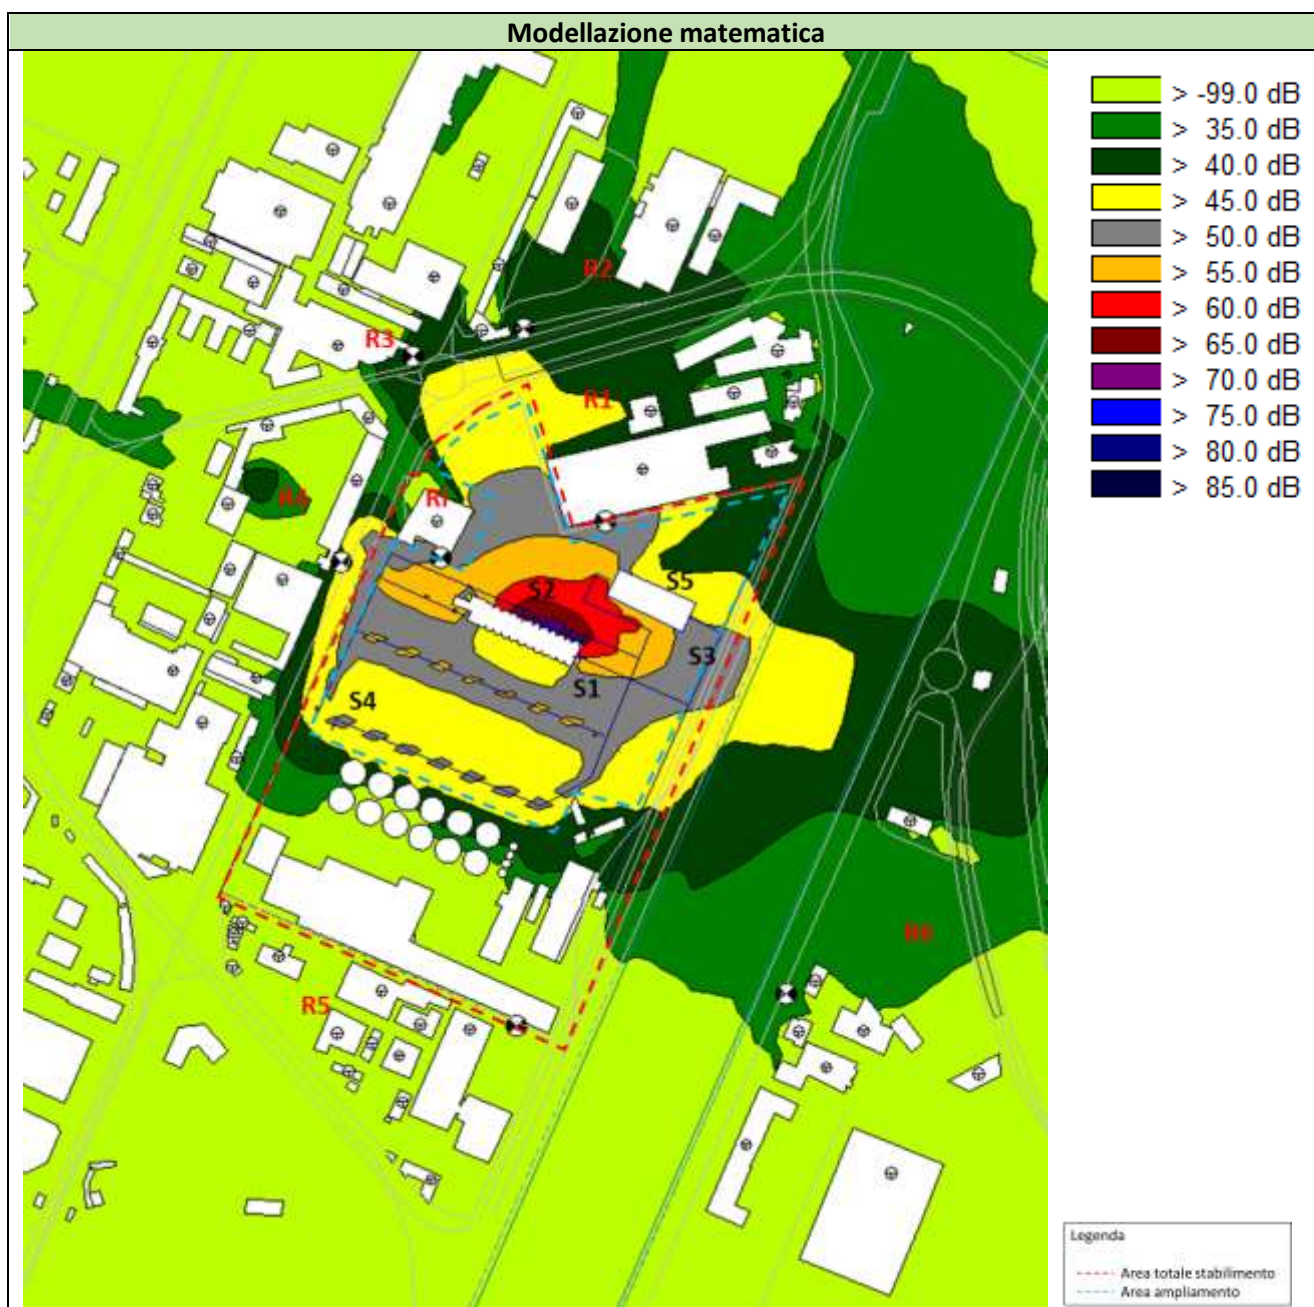 Modellazione matematica
> -99.0 dB
> 35.0 dB
> 40.0 dB
> 45.0 dB
> 50.0 dB
> 55.0 dB
> 60.0 dB
> 65.0 dB
> 70.0 dB
> 75.0 dB
> 80.0 dB
> 85.0 dB
R2
R3
R1
R4
Ri
S2
S5
S3
S1
S4
R6
R5
Legenda
Area totale stabilimento
Area ampliamento